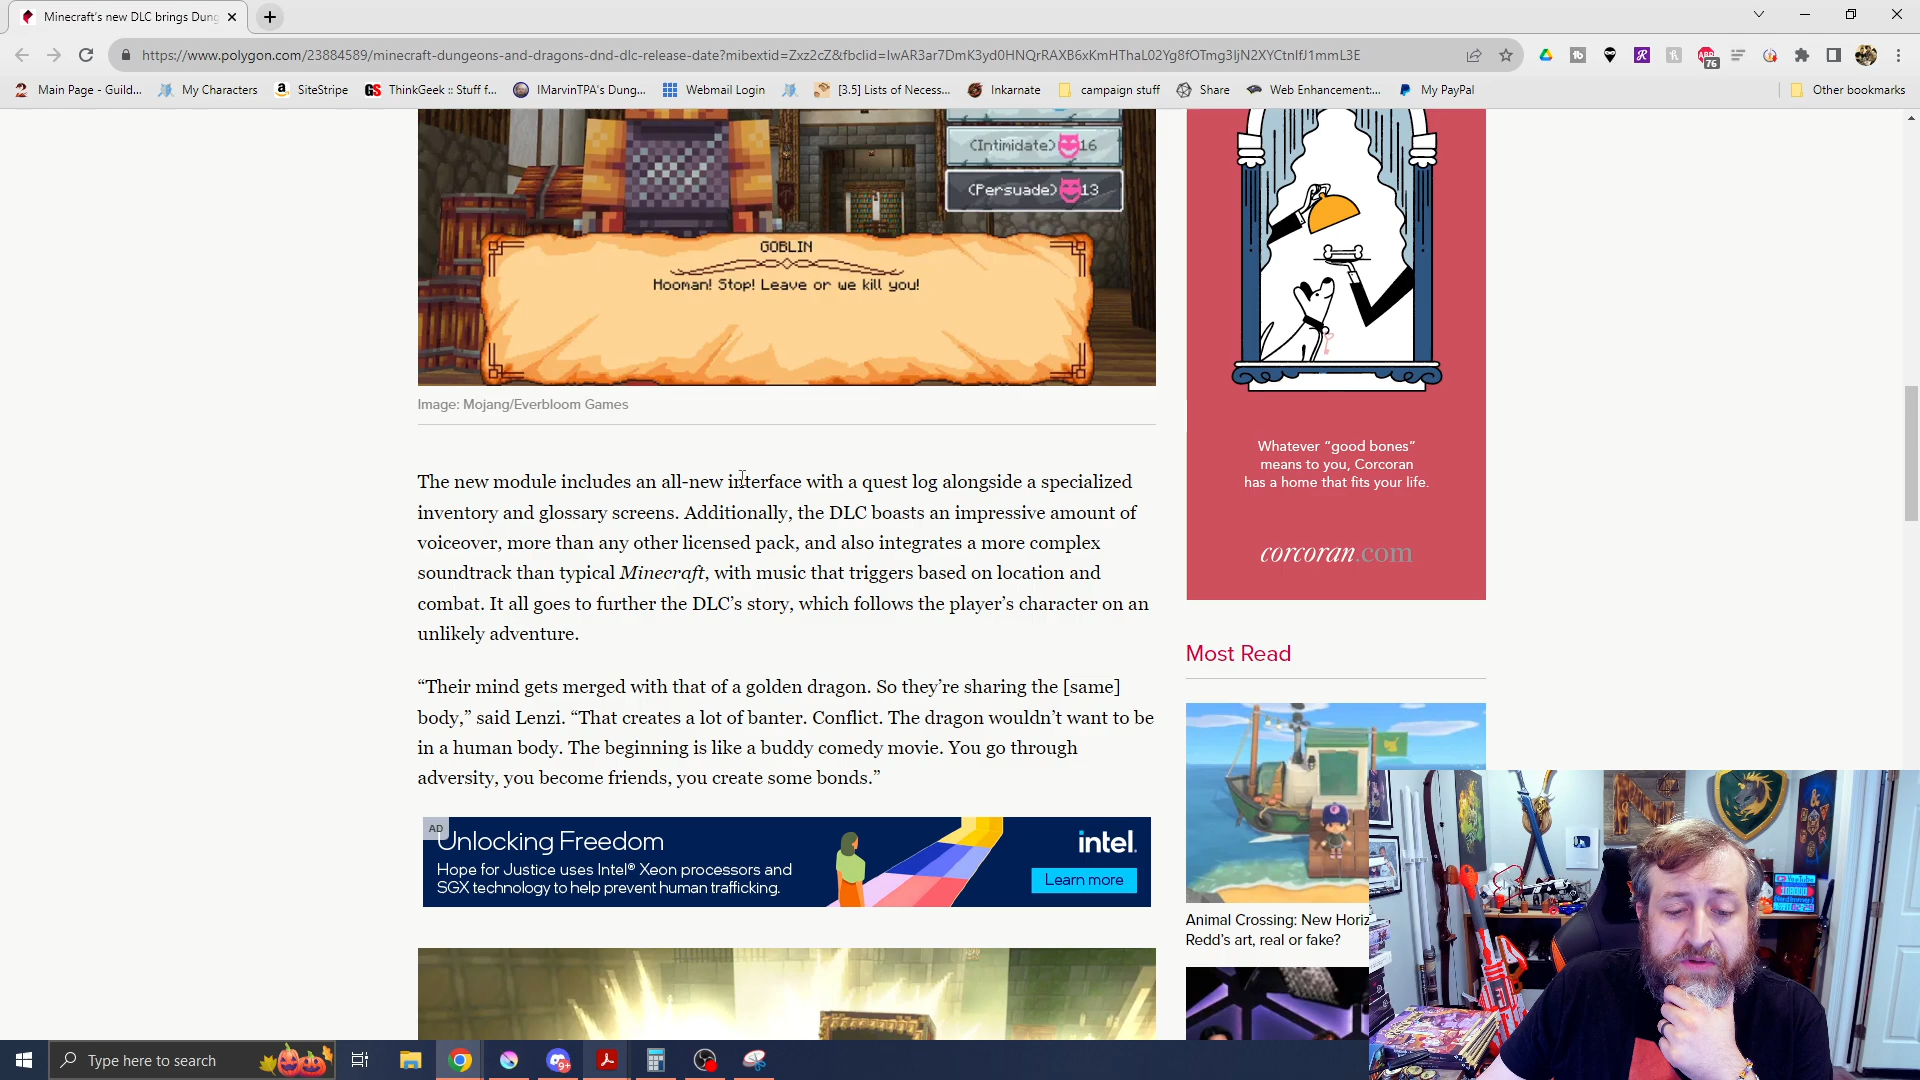 Minecraft's new DLC brings Dung
https://www.polygon.com/23884589/minecraft-dungeons-and-dragons-dnd-dlc-release-date?mibextid=Zxz2cZ&fbclid=IwAR3ar7DmK3yd0HNQrRAXB6xKmHThaL02Yg8fOTmg3IjN2XYCtnIfJ1mmL3E
76
Main Page - Guild...
My Characters
SiteStripe
GS
ThinkGeek :: Stuff f...
IMarvinTPA's Dung...
Webmail Login
[3.5] Lists of Necess...
Inkarnate
campaign stuff
Share
Web Enhancement:...
My PayPal
Other bookmarks
(Intimidate) 16
(Persuade) 13
GOBLIN
Hooman! Stop! Leave or we kill you!
Image: Mojang/Everbloom Games
The new module includes an all-new interface with a quest log alongside a specialized
inventory and glossary screens. Additionally, the DLC boasts an impressive amount of
voiceover, more than any other licensed pack, and also integrates a more complex
soundtrack than typical Minecraft, with music that triggers based on location and
combat. It all goes to further the DLC's story, which follows the player's character on an
unlikely adventure.
“Their mind gets merged with that of a golden dragon. So they're sharing the [same]
body,” said Lenzi. “That creates a lot of banter. Conflict. The dragon wouldn't want to be
in a human body. The beginning is like a buddy comedy movie. You go through
adversity, you become friends, you create some bonds.”
AD
Unlocking Freedom
Hope for Justice uses Intel® Xeon processors and
SGX technology to help prevent human trafficking.
intel.
Learn more
Whatever “good bones”
means to you, Corcoran
has a home that fits your life.
corcoran.com
Most Read
Animal Crossing: New Horiz
Redd's art, real or fake?
YouTube
Type here to search
9+